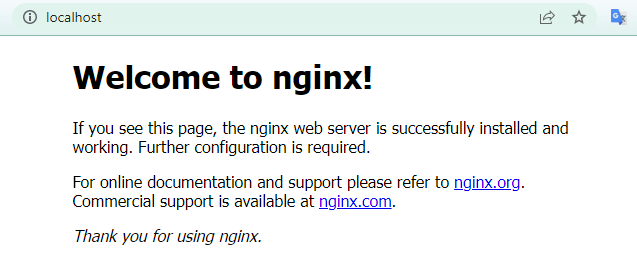 localhost
Welcome to nginx!
If you see this page, the nginx web server is successfully installed and
working. Further configuration is required.
For online documentation and support please refer to nginx.org.
Commercial support is available at nginx.com.
Thank you for using nginx.